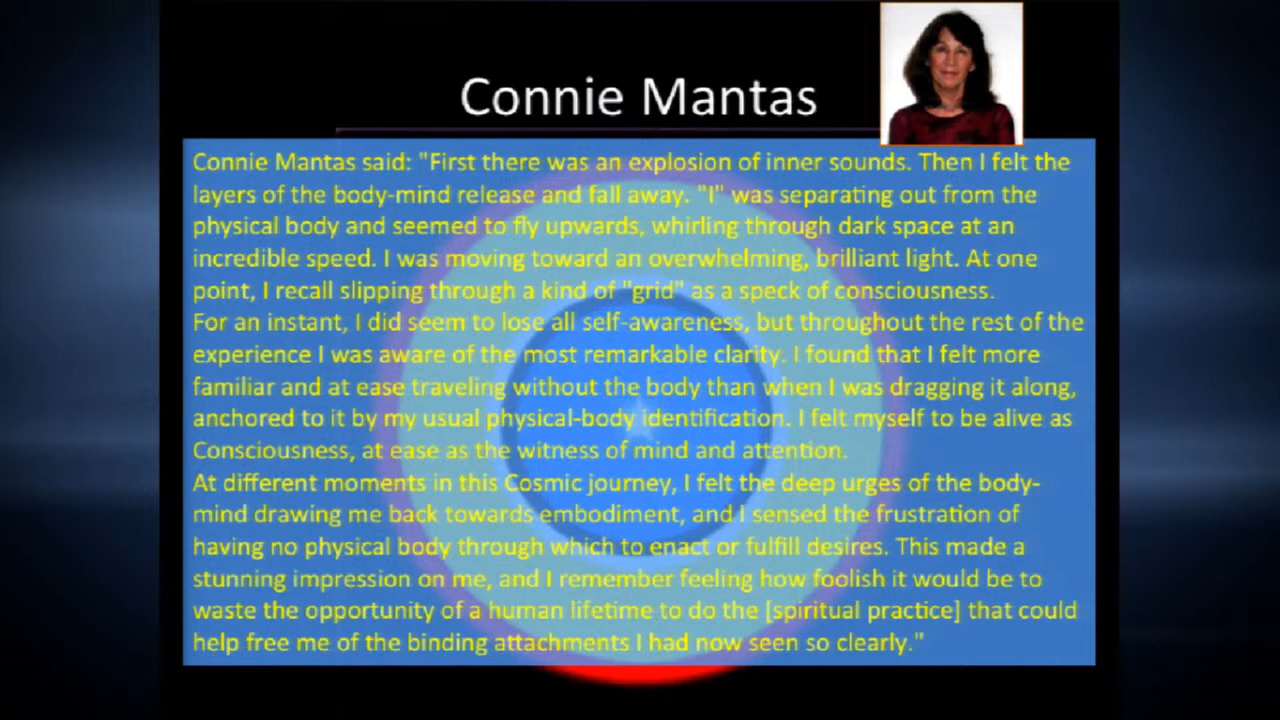 Connie Mantas
Connie Mantas said: "First there was an explosion of inner sounds. Then I felt the
layers of the body-mind release and fall away. "I" was separating out from the
physical body and seemed to fly upwards, whirling through dark space at an
incredible speed. I was moving toward an overwhelming, brilliant light. At one
point, I recall slipping through a kind of "grid" as a speck of consciousness.
For an instant, I did seem to lose all self-awareness, but throughout the rest of the
experience I was aware of the most remarkable clarity. I found that I felt more
familiar and at ease traveling without the body than when I was dragging it along,
anchored to it by my usual physical-body identification. I felt myself to be alive as
Consciousness, at ease as the witness of mind and attention.
At different moments in this Cosmic journey, I felt the deep urges of the body-
mind drawing me back towards embodiment, and I sensed the frustration of
having no physical body through which to enact or fulfill desires. This made a
stunning impression on me, and I remember feeling how foolish it would be to
waste the opportunity of a human lifetime to do the [spiritual practice] that could
help free me of the binding attachments I had now seen so clearly."